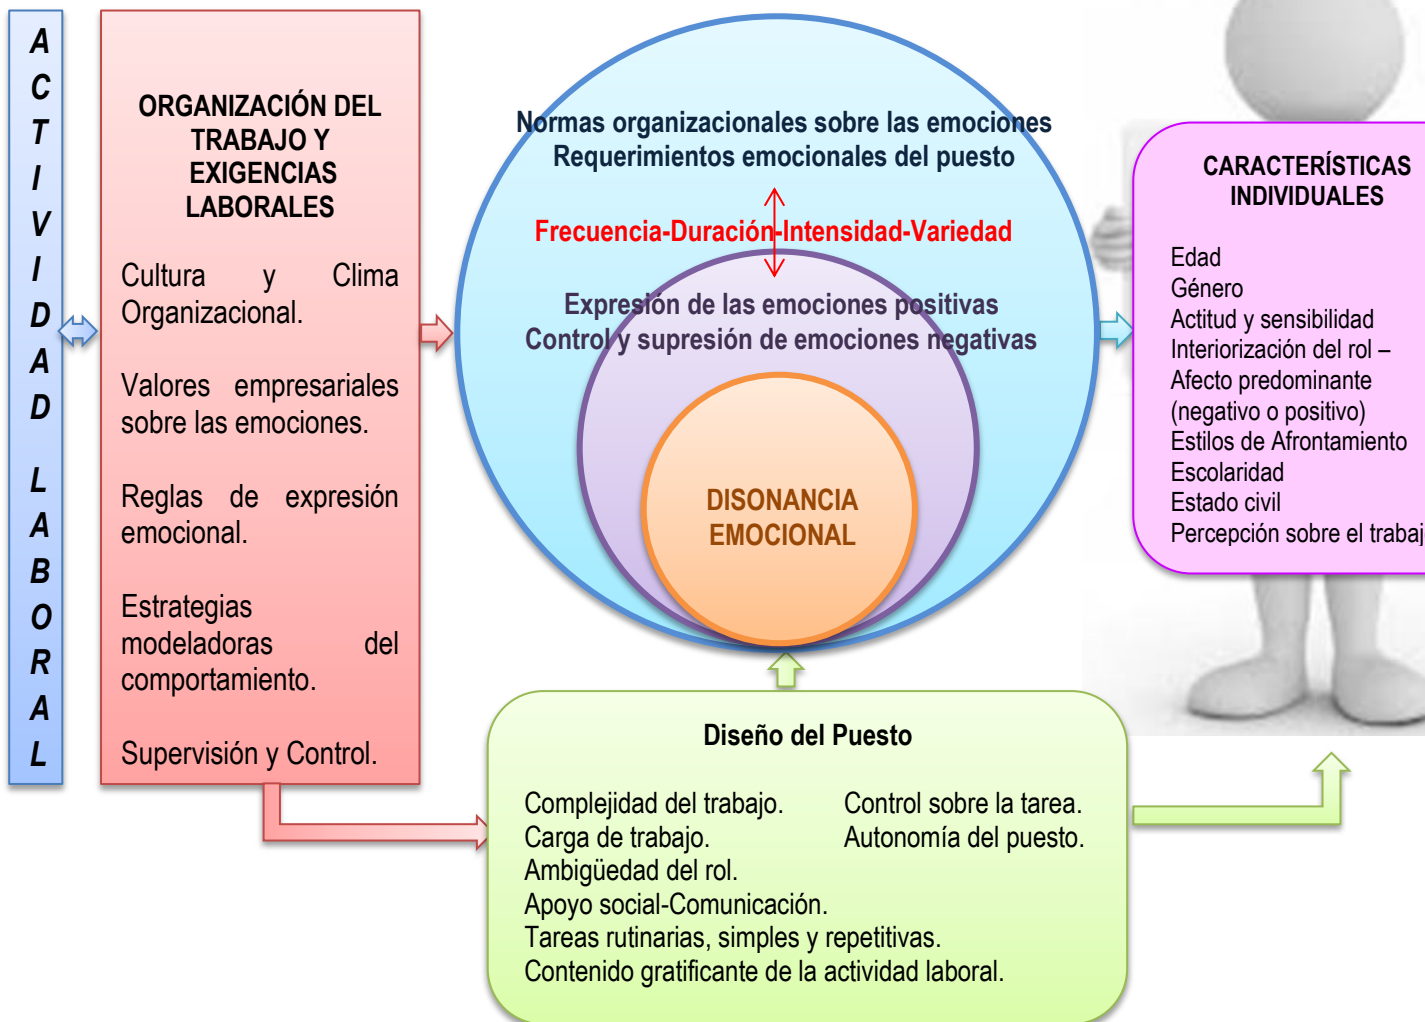 ACTIVIDAD LABORAL
ORGANIZACIÓN DEL
TRABAJO Y
EXIGENCIAS
LABORALES
Cultura y Clima
Organizacional.
Valores empresariales
sobre las emociones.
Reglas de expresión
emocional.
Estrategias
modeladoras del
comportamiento.
Supervisión y Control.
Normas organizacionales sobre las emociones
Requerimientos emocionales del puesto
Frecuencia-Duración-Intensidad-Variedad
Expresión de las emociones positivas
Control y supresión de emociones negativas
DISONANCIA
EMOCIONAL
CARACTERÍSTICAS
INDIVIDUALES
Edad
Género
Actitud y sensibilidad
Interiorización del rol –
Afecto predominante
(negativo o positivo)
Estilos de Afrontamiento
Escolaridad
Estado civil
Percepción sobre el trabaj
Diseño del Puesto
Complejidad del trabajo.
Carga de trabajo.
Ambigüedad del rol.
Apoyo social-Comunicación.
Tareas rutinarias, simples y repetitivas.
Contenido gratificante de la actividad laboral.
Control sobre la tarea.
Autonomía del puesto.